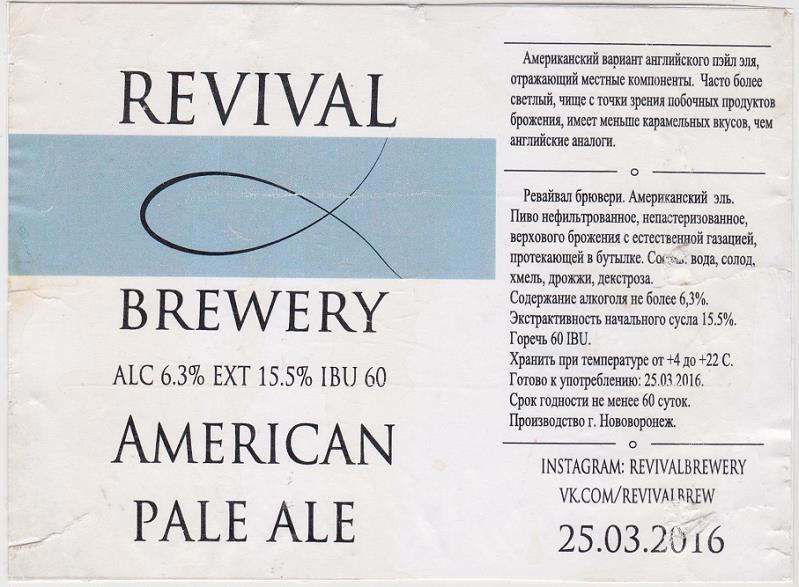 REVIVAL
BREWERY
ALC 6.3% EXT 15.5% IBU 60
AMERICAN
PALE ALE
Американский вариант английского пэйл эля,
отражающий местные компоненты. Часто более
светлый, чище с точки зрения побочных продуктов
брожения, имеет меньше карамельных вкусов, чем
английские аналоги.
Ревайвал брювери. Американский эль.
Пиво нефильтрованное, непастеризованное,
верхового брожения с естественной газацией,
протекающей в бутылке. вода, солод,
хмель, дрожжи, декстроза.
Содержание алкоголя не более 6,3%.
Экстрактивность начального сусла 15.5%.
Горечь 60 IBU.
Хранить при температуре от +4 до +22 С.
Готово к употреблению: 25.03.2016.
Срок годности не менее 60 суток.
Производство г. Нововоронеж.
INSTAGRAM: REVIVALBREWERY
VK.COM/REVIVALBREW
25.03.2016